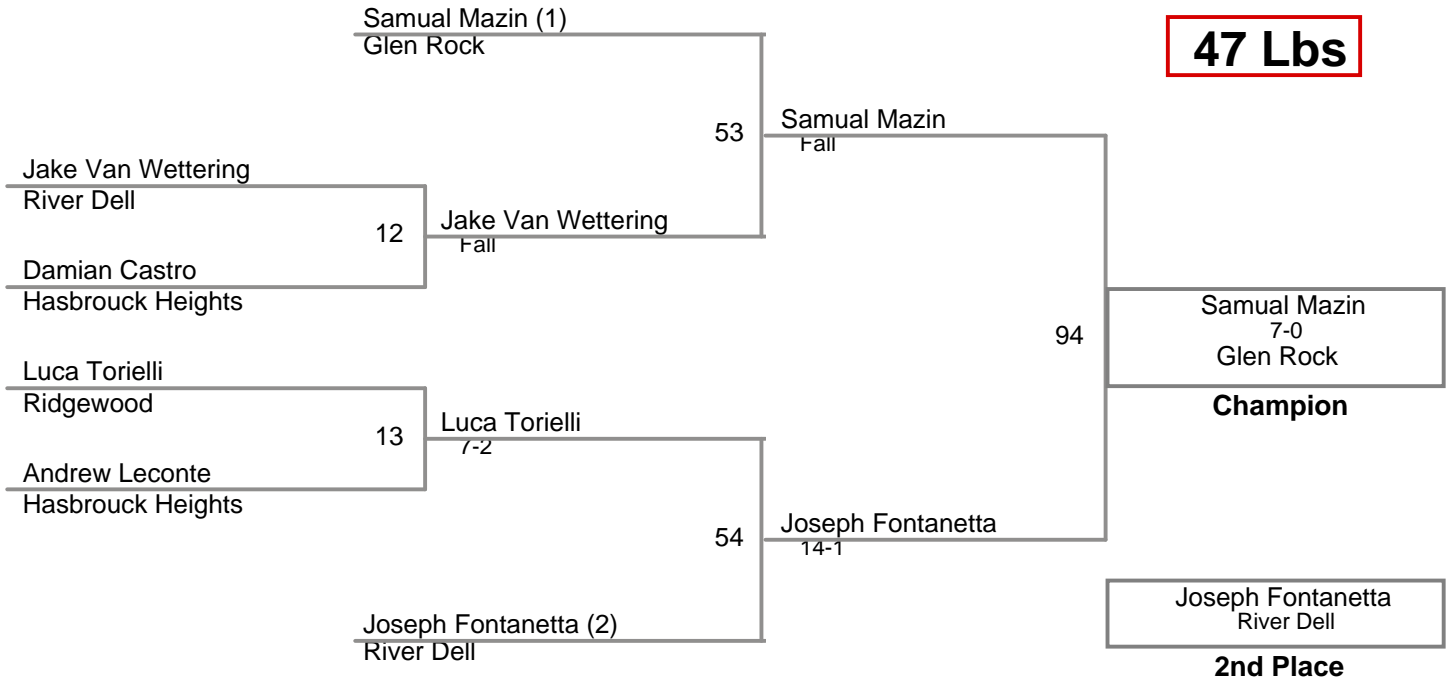 Samual Mazin (1)
Glen Rock
47 Lbs
53
Samual Mazin
Fall
Jake Van Wettering
River Dell
12
Jake Van Wettering
Fall
Damian Castro
Hasbrouck Heights
94
Samual Mazin
7-0
Glen Rock
Champion
Luca Torielli
Ridgewood
13
Luca Torielli
7-2
Andrew Leconte
Hasbrouck Heights
54
Joseph Fontanetta
14-1
Joseph Fontanetta (2)
River Dell
Joseph Fontanetta
River Dell
2nd Place